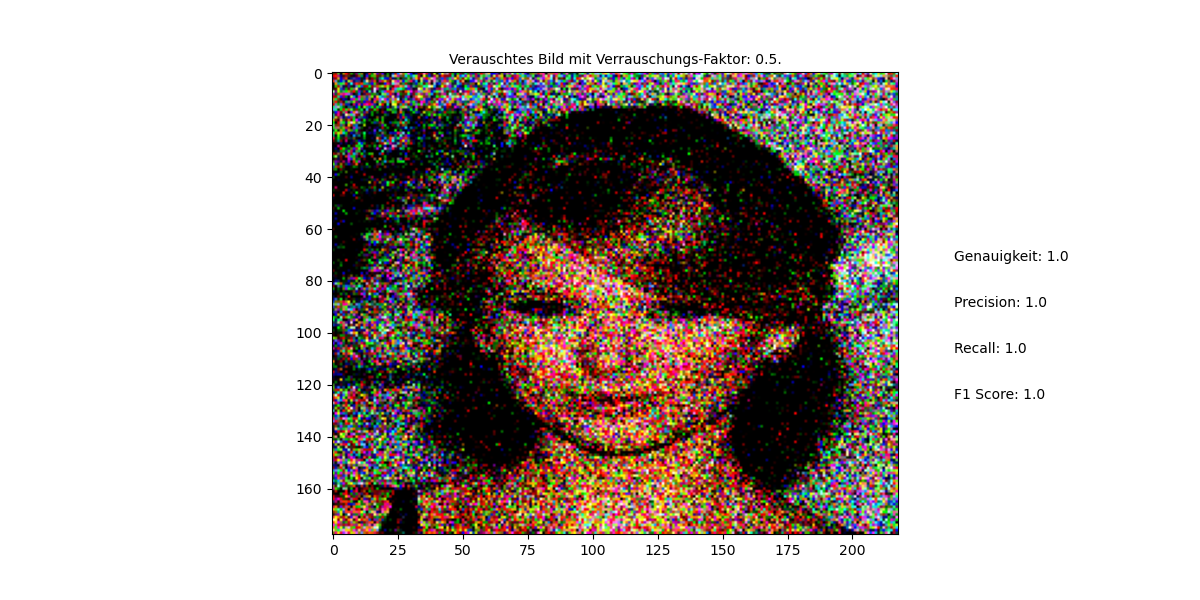 Verauschtes Bild mit Verrauschungs-Faktor: 0.5.
0
20
40
60
80
100
120
140
160
0 25 50 75 100 125 150 175 200
Genauigkeit: 1.0
Precision: 1.0
Recall: 1.0
F1 Score: 1.0